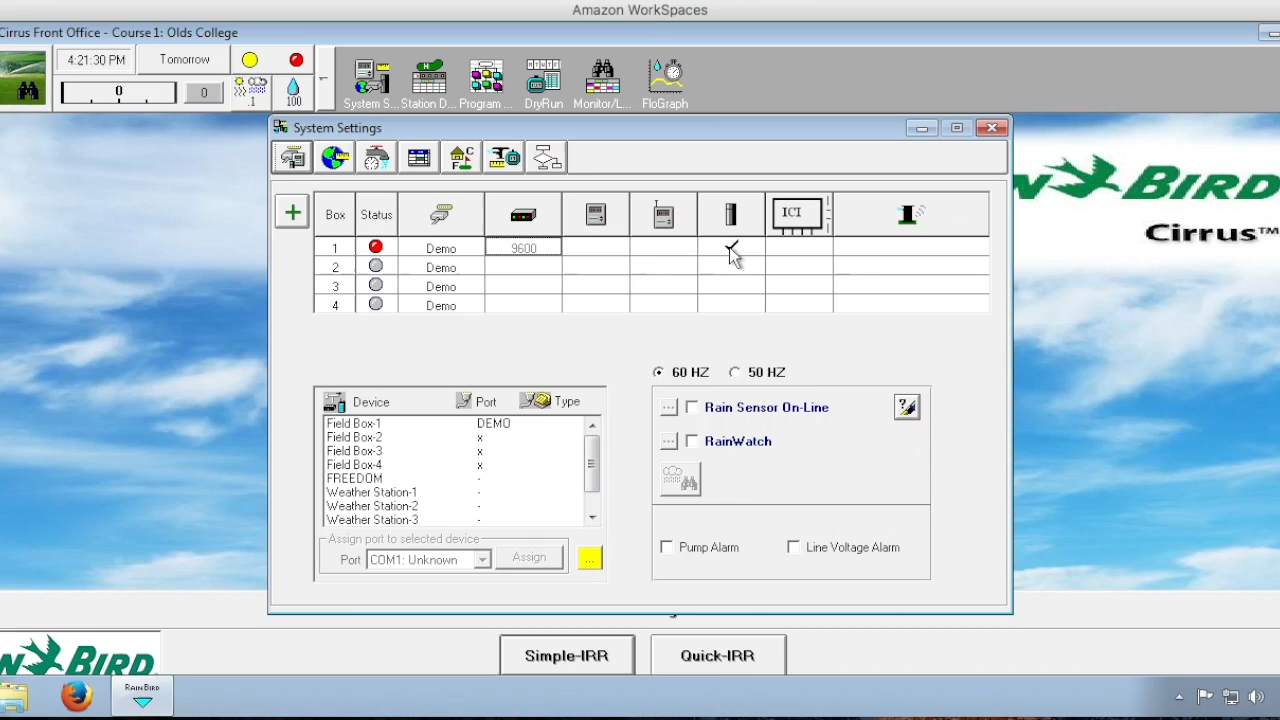 Amazon WorkSpaces
Cirrus Front Office - Course 1: Olds College
4:21:30 PM
Tomorrow
0
0
.1
100
System S...
Station D...
Program ...
DryRun
Monitor/L...
FloGraph
System Settings
Box
Status
ICI
1
Demo
9600
2
Demo
3
Demo
4
Demo
N BIRD
Cirrus™
60 HZ
50 HZ
Device
Port
Type
Field Box-1 DEMO
Field Box-2 x
Field Box-3 x
Field Box-4 x
FREEDOM -
Weather Station-1 -
Weather Station-2 -
Weather Station-3 -
Assign port to selected device
Port
COM1: Unknown
Assign
...
... Rain Sensor On-Line
... RainWatch
Pump Alarm
Line Voltage Alarm
N BIRD
Simple-IRR
Quick-IRR
RAIN BIRD